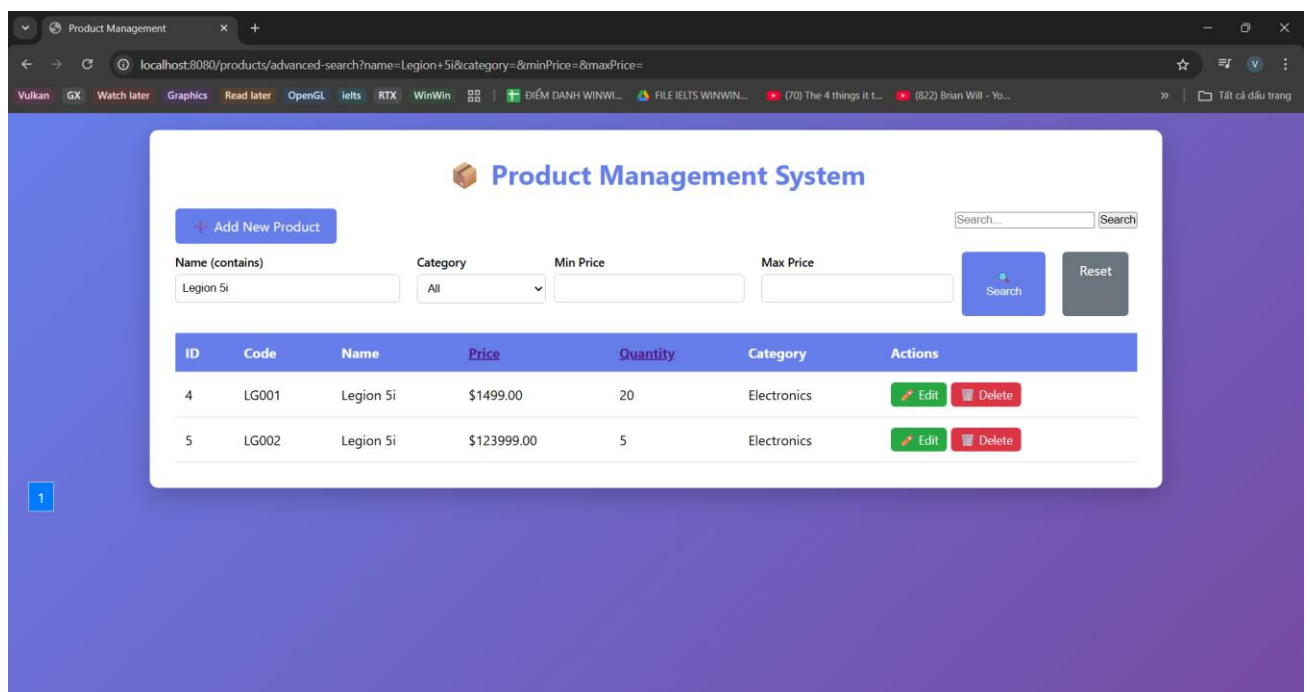 Product Management
localhost:8080/products/advanced-search?name=Legion+5i&category=&minPrice=&maxPrice=
V
Vulkan GX Watch later Graphics Read later OpenGL ielts RTX WinWin ĐIỂM DANH WINWI... FILE IELTS WINWIN... (70) The 4 things it t... (822) Brian Will - Yo... » Tất cả dấu trang
Product Management System
Add New Product
Search... Search
Name (contains) Category Min Price Max Price
Legion 5i All Search Reset
ID Code Name Price Quantity Category Actions
4 LG001 Legion 5i $1499.00 20 Electronics Edit Delete
5 LG002 Legion 5i $123999.00 5 Electronics Edit Delete
1